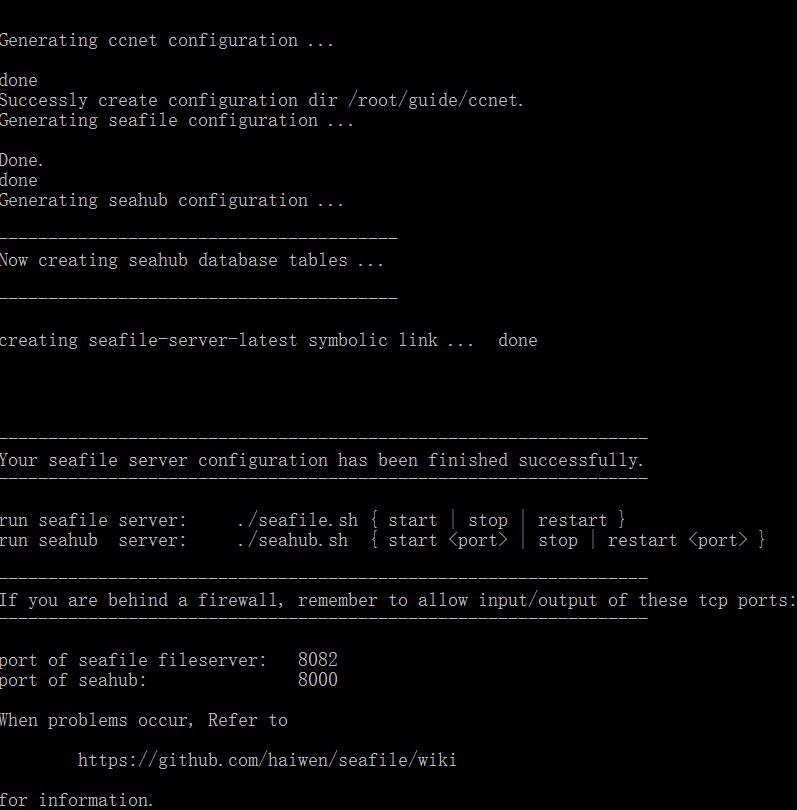 Generating ccnet configuration ...
done
Successly create configuration dir /root/guide/ccnet.
Generating seafile configuration ...
Done.
done
Generating seahub configuration ...
----------------------------------------
Now creating seahub database tables ...
----------------------------------------
creating seafile-server-latest symbolic link ...  done
-----------------------------------------------------------------
Your seafile server configuration has been finished successfully.
-----------------------------------------------------------------
run seafile server:     ./seafile.sh { start | stop | restart }
run seahub  server:     ./seahub.sh  { start <port> | stop | restart <port> }
-----------------------------------------------------------------
If you are behind a firewall, remember to allow input/output of these tcp ports:
-----------------------------------------------------------------
port of seafile fileserver:   8082
port of seahub:               8000
When problems occur, Refer to
https://github.com/haiwen/seafile/wiki
for information.